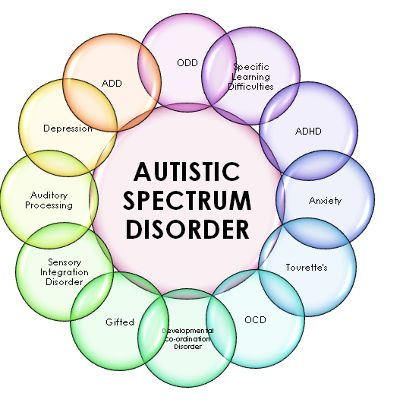 AUTISTIC
SPECTRUM
DISORDER
ODD
Specific
Learning
Difficulties
ADHD
Anxiety
Tourette's
OCD
Developmental
Co-ordination
Disorder
Gifted
Sensory
Integration
Disorder
Auditory
Processing
Depression
ADD